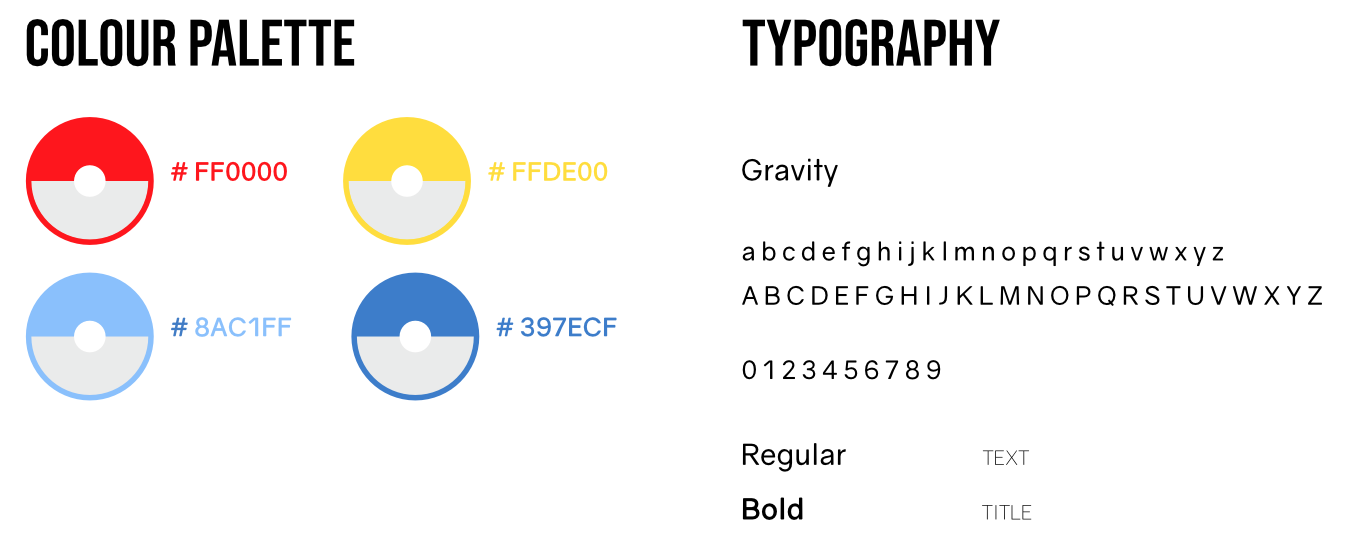 COLOUR PALETTE
# FF0000
# FFDE00
# 8AC1FF
# 397ECF
TYPOGRAPHY
Gravity
a b c d e f g h i j k l m n o p q r s t u v w x y z
A B C D E F G H I J K L M N O P Q R S T U V W X Y Z
0 1 2 3 4 5 6 7 8 9
Regular TEXT
Bold TITLE